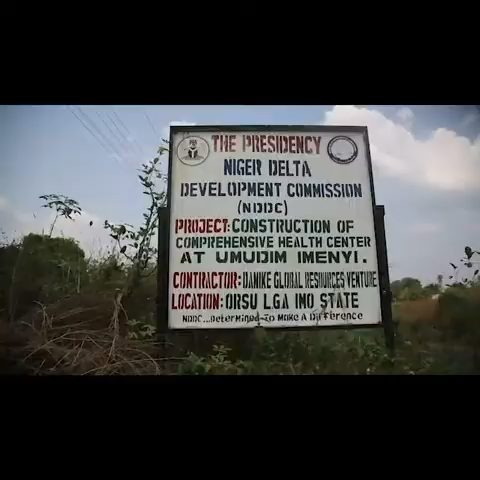 THE PRESIDENCY
NIGER DELTA
DEVELOPMENT COMMISSION
(NDDC)
PROJECT: CONSTRUCTION OF
COMPREHENSIVE HEALTH CENTER
AT UMUDIM IMENYI.
CONTRACTOR: DANIKE GLOBAL RESOURCES VENTURE
LOCATION: ORSU LGA IMO STATE
NDDC...Determined To Make A Difference